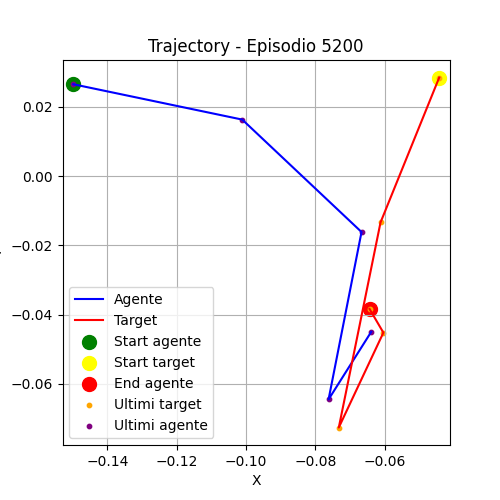 Trajectory - Episodio 5200
0.02
0.00
−0.02
−0.04
−0.06
Agente
Target
Start agente
Start target
End agente
Ultimi target
Ultimi agente
−0.14
−0.12
−0.10
−0.08
−0.06
X